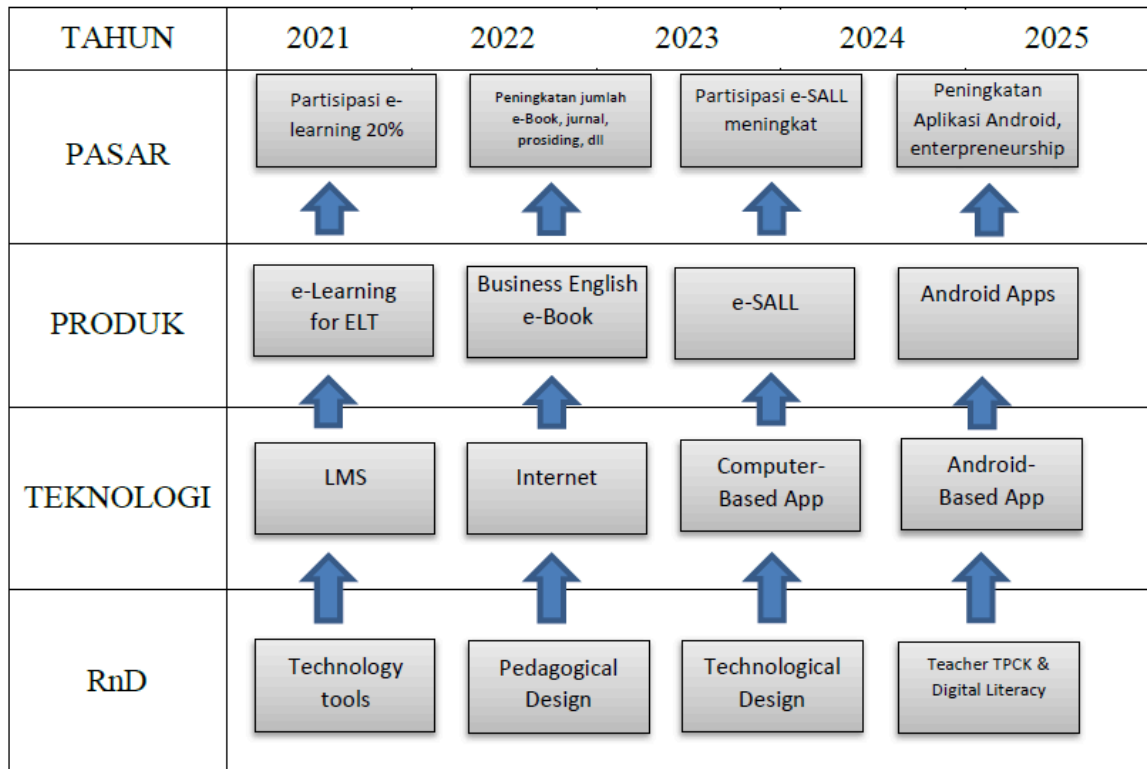 TAHUN 2021 2022 2023 2024 2025
PASAR
Partisipasi e-
learning 20%
Peningkatan jumlah
e-Book, jurnal,
prosiding, dll
Partisipasi e-SALL
meningkat
Peningkatan
Aplikasi Android,
enterpreneurship
PRODUK
e-Learning
for ELT
Business English
e-Book
e-SALL
Android Apps
TEKNOLOGI
LMS
Internet
Computer-
Based App
Android-
Based App
RnD
Technology
tools
Pedagogical
Design
Technological
Design
Teacher TPCK &
Digital Literacy